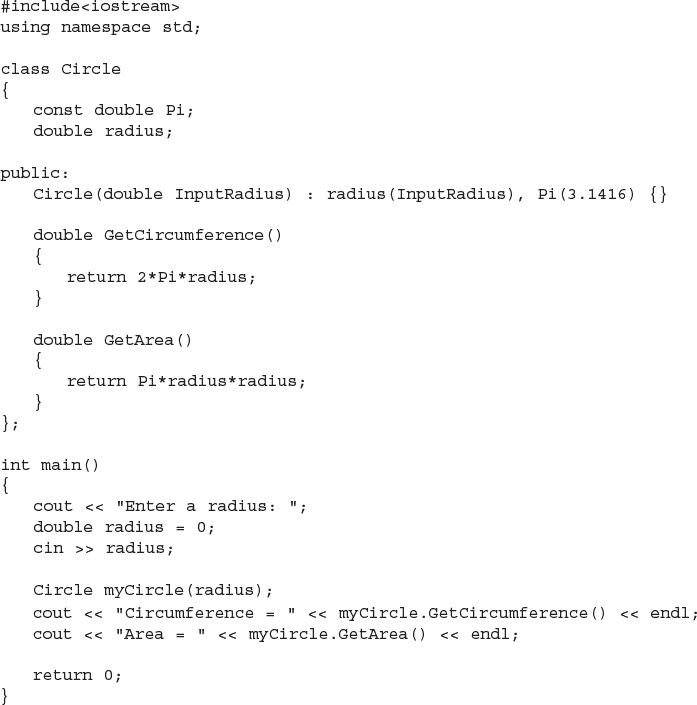 #include<iostream>
using namespace std;

class Circle
{
    const double Pi;
    double radius;

public:
    Circle(double InputRadius) : radius(InputRadius), Pi(3.1416) {}

    double GetCircumference()
    {
        return 2*Pi*radius;
    }

    double GetArea()
    {
        return Pi*radius*radius;
    }
};

int main()
{
    cout << "Enter a radius: ";
    double radius = 0;
    cin >> radius;

    Circle myCircle(radius);
    cout << "Circumference = " << myCircle.GetCircumference() << endl;
    cout << "Area = " << myCircle.GetArea() << endl;

    return 0;
}